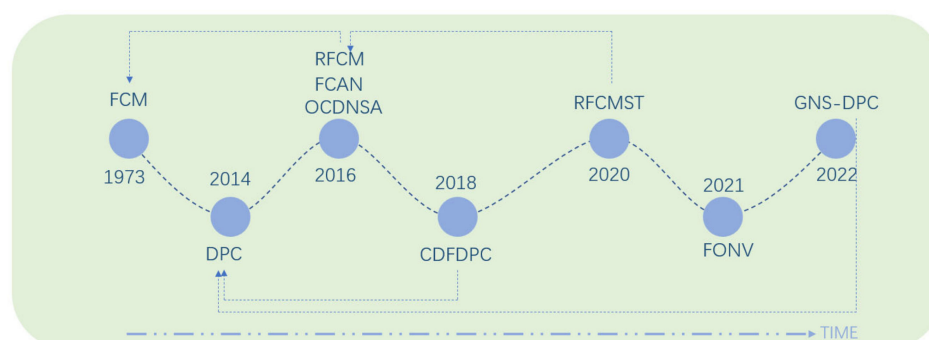 RFCM
FCAN
OCDNSA
FCM
RFCMST
GNS-DPC
1973
2014
2016
2018
2020
2021
2022
DPC
CDFDPC
FONV
TIME